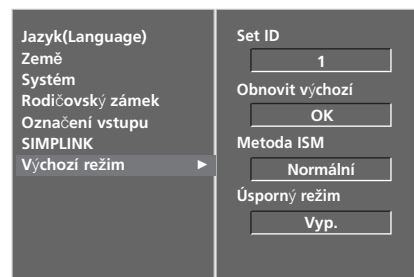 Jazyk(Language)
Země
Systém
Rodičovský zámek
Označení vstupu
SIMPLINK
Výchozí režim ►
Set ID
1
Obnovit výchozí
OK
Metoda ISM
Normální
Úsporný režim
Vyp.